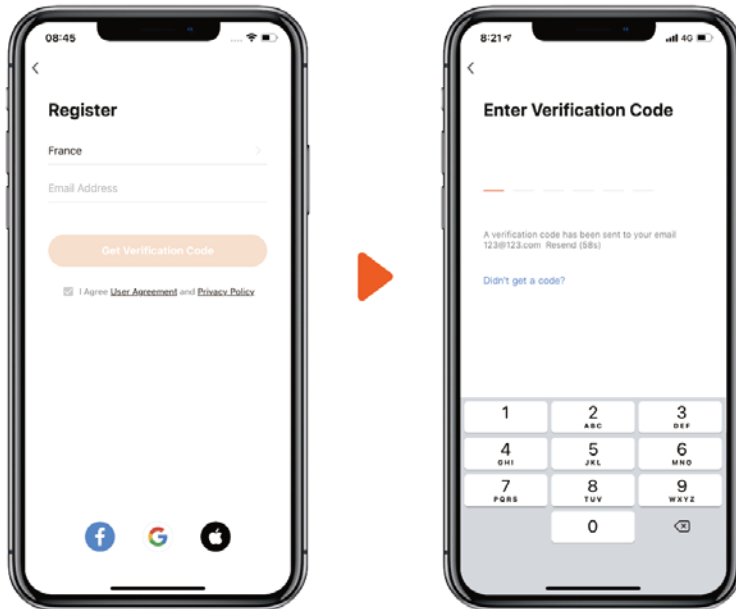 08:45
Register
France
Email Address
Get Verification Code
I Agree User Agreement and Privacy Policy
8:21
4G
Enter Verification Code
A verification code has been sent to your email
123@123.com Resend (58s)
Didn't get a code?
1 2 3
ABC DEF
4 5 6
GHI JKL MNO
7 8 9
PQRS TUV WXYZ
0